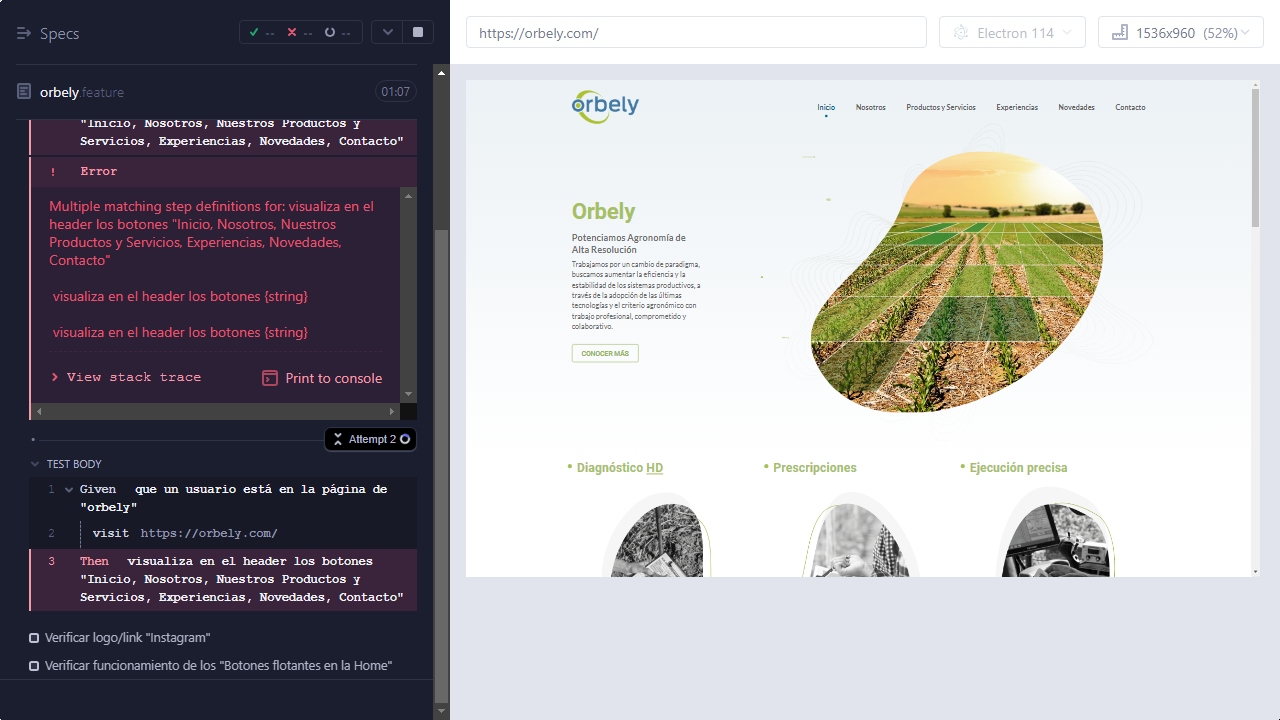 Specs
--
--
--
https://orbely.com/
Electron 114
1536x960 (52%)
orbely.feature
01:07
"Inicio, Nosotros, Nuestros Productos y
Servicios, Experiencias, Novedades, Contacto"
! Error
Multiple matching step definitions for: visualiza en el
header los botones "Inicio, Nosotros, Nuestros
Productos y Servicios, Experiencias, Novedades,
Contacto"
visualiza en el header los botones {string}
visualiza en el header los botones {string}
View stack trace
Print to console
Attempt 2
TEST BODY
1 Given que un usuario está en la página de
"orbely"
2 visit https://orbely.com/
3 Then visualiza en el header los botones
"Inicio, Nosotros, Nuestros Productos y
Servicios, Experiencias, Novedades, Contacto"
Verificar logo/link "Instagram"
Verificar funcionamiento de los "Botones flotantes en la Home"
orbely
Inicio Nosotros Productos y Servicios Experiencias Novedades Contacto
Orbely
Potenciamos Agronomía de
Alta Resolución
Trabajamos por un cambio de paradigma,
buscamos aumentar la eficiencia y la
estabilidad de los sistemas productivos, a
través de la adopción de las últimas
tecnologías y el criterio agronómico con
trabajo profesional, comprometido y
colaborativo.
CONOCER MÁS
• Diagnóstico HD
• Prescripciones
• Ejecución precisa